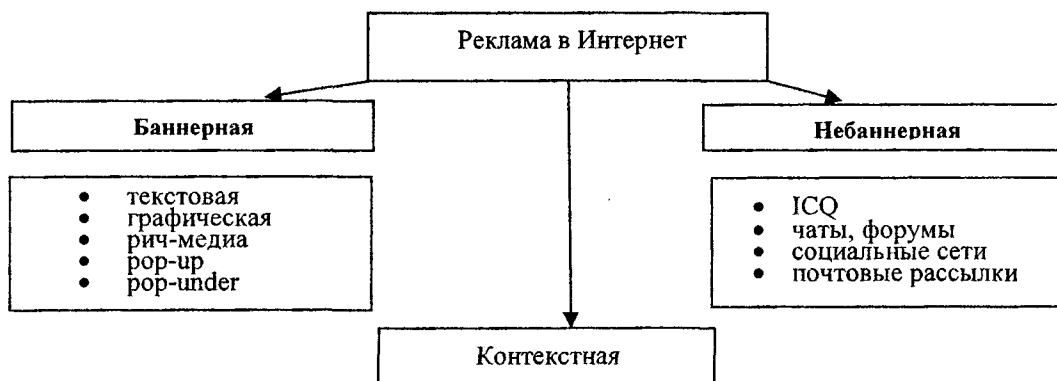 Реклама в Интернет
Баннерная
Небаннерная
• текстовая
• графическая
• рич-медиа
• pop-up
• pop-under
• ICQ
• чаты, форумы
• социальные сети
• почтовые рассылки
Контекстная